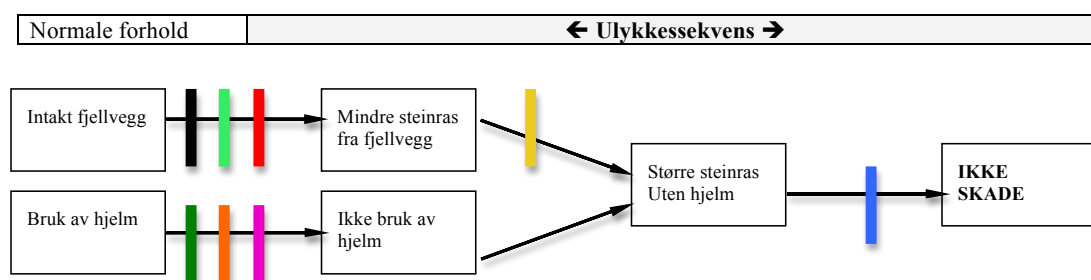 Normale forhold
← Ulykkessekvens →
Intakt fjellvegg
Mindre steinras
fra fjellvegg
Større steinras
Uten hjelm
IKKE
SKADE
Bruk av hjelm
Ikke bruk av
hjelm